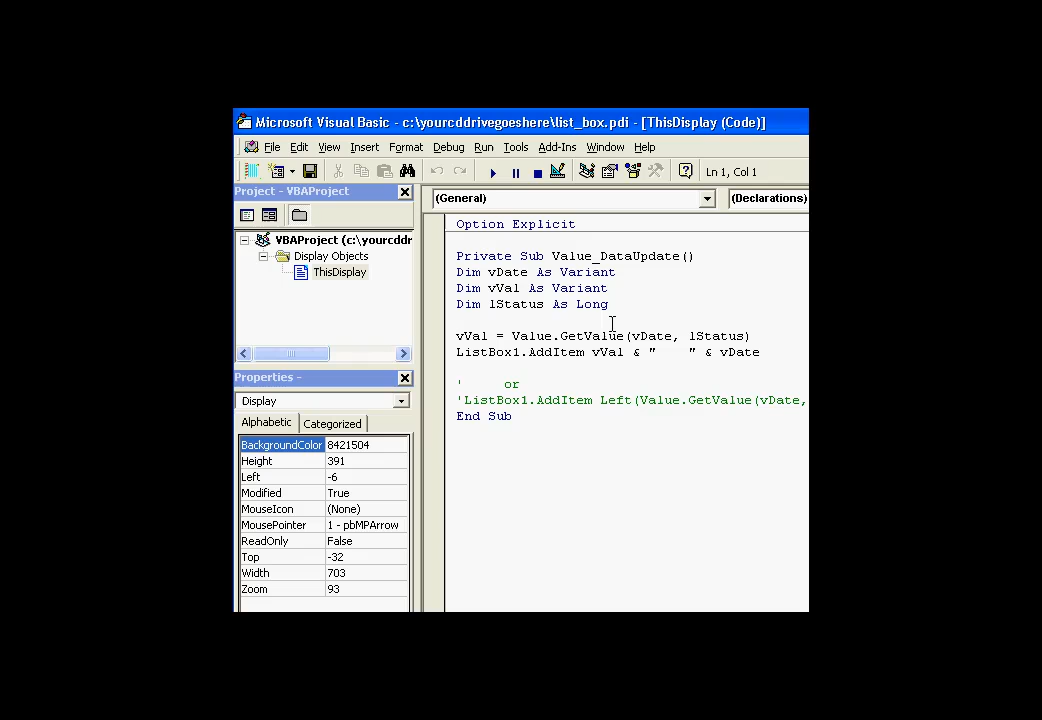 Microsoft Visual Basic - c:\yourcddrivegoeshere\list_box.pdi - [ThisDisplay (Code)]
File Edit View Insert Format Debug Run Tools Add-Ins Window Help
Ln 1, Col 1
Project - VBAProject
(General) (Declarations)
VBAProject (c:\yourcddr
Display Objects
ThisDisplay
Option Explicit
Private Sub Value_DataUpdate()
Dim vDate As Variant
Dim vVal As Variant
Dim lStatus As Long
vVal = Value.GetValue(vDate, lStatus)
ListBox1.AddItem vVal & "    " & vDate
'     or
'ListBox1.AddItem Left(Value.GetValue(vDate,
End Sub
Properties -
Display
Alphabetic Categorized
BackgroundColor 8421504
Height 391
Left -6
Modified True
MouseIcon (None)
MousePointer 1 - pbMPArrow
ReadOnly False
Top -32
Width 703
Zoom 93